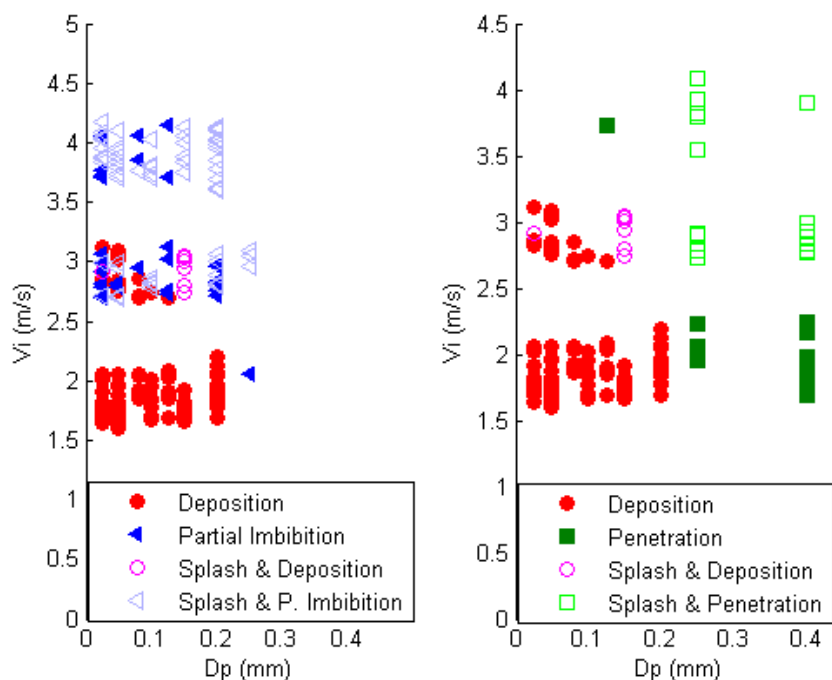 5
4.5
4
3.5
3
2.5
2
1.5
1
0.5
0
Vi (m/s)
Deposition
Partial Imbibition
Splash & Deposition
Splash & P. Imbibition
0 0.1 0.2 0.3 0.4
Dp (mm)
4.5
4
3.5
3
2.5
2
1.5
1
0.5
0
Vi (m/s)
Deposition
Penetration
Splash & Deposition
Splash & Penetration
0 0.1 0.2 0.3 0.4
Dp (mm)